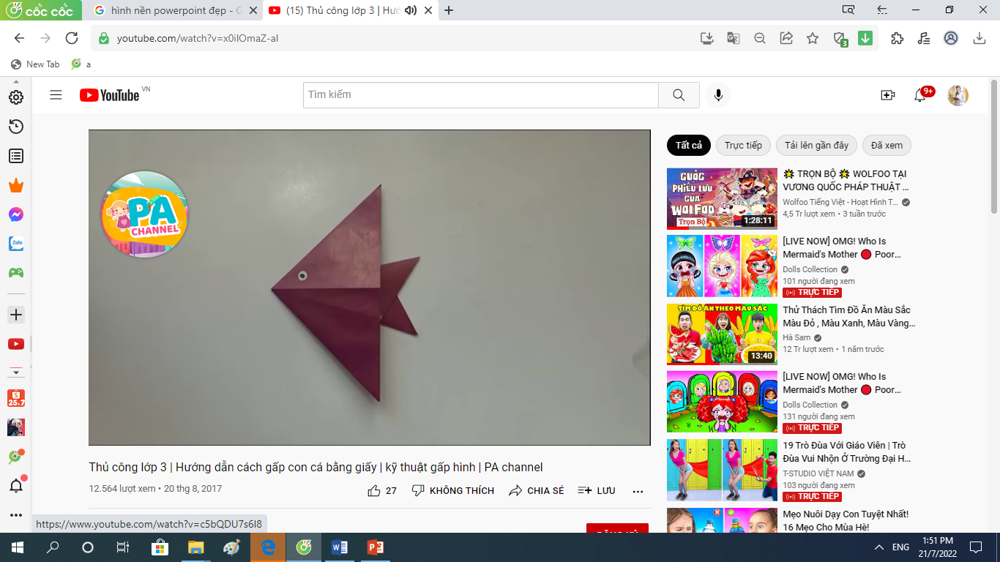 cốc cốc
hình nền powerpoint đẹp - G
(15) Thủ công lớp 3 | Hướ
youtube.com/watch?v=x0iIOmaZ-aI
3
New Tab
a
YouTube VN
Tìm kiếm
9+
Zalo
25.7
PA
CHANNEL
Tất cả
Trực tiếp
Tải lên gần đây
Đã xem
CUỘC
PHIÊU LƯU
CỦA
WOLFOO
Trọn Bộ
1:28:11
🌟 TRỌN BỘ 🌟 WOLFOO TẠI
VƯƠNG QUỐC PHÁP THUẬT ...
Wolfoo Tiếng Việt - Hoạt Hình T...
4,5 Tr lượt xem • 3 tuần trước
[LIVE NOW] OMG! Who Is
Mermaid's Mother 🔴 Poor...
Dolls Collection
101 người đang xem
TRỰC TIẾP
TÌM ĐỒ ĂN THEO MÀU SẮC
13:40
Thử Thách Tìm Đồ Ăn Màu Sắc
Màu Đỏ , Màu Xanh, Màu Vàng...
Hà Sam
12 Tr lượt xem • 1 năm trước
[LIVE NOW] OMG! Who Is
Mermaid's Mother 🔴 Poor...
Dolls Collection
131 người đang xem
TRỰC TIẾP
19 Trò Đùa Với Giáo Viên | Trò
Đùa Vui Nhộn Ở Trường Đại H...
T-STUDIO VIỆT NAM
103 người đang xem
TRỰC TIẾP
Mẹo Nuôi Dạy Con Tuyệt Nhất!
16 Mẹo Cho Mùa Hè!
Thủ công lớp 3 | Hướng dẫn cách gấp con cá bằng giấy | kỹ thuật gấp hình | PA channel
12.564 lượt xem • 20 thg 8, 2017
27
KHÔNG THÍCH
CHIA SẺ
LƯU
ĐĂNG KÝ
https://www.youtube.com/watch?v=c5bQDU7s6I8
ENG
1:51 PM
21/7/2022